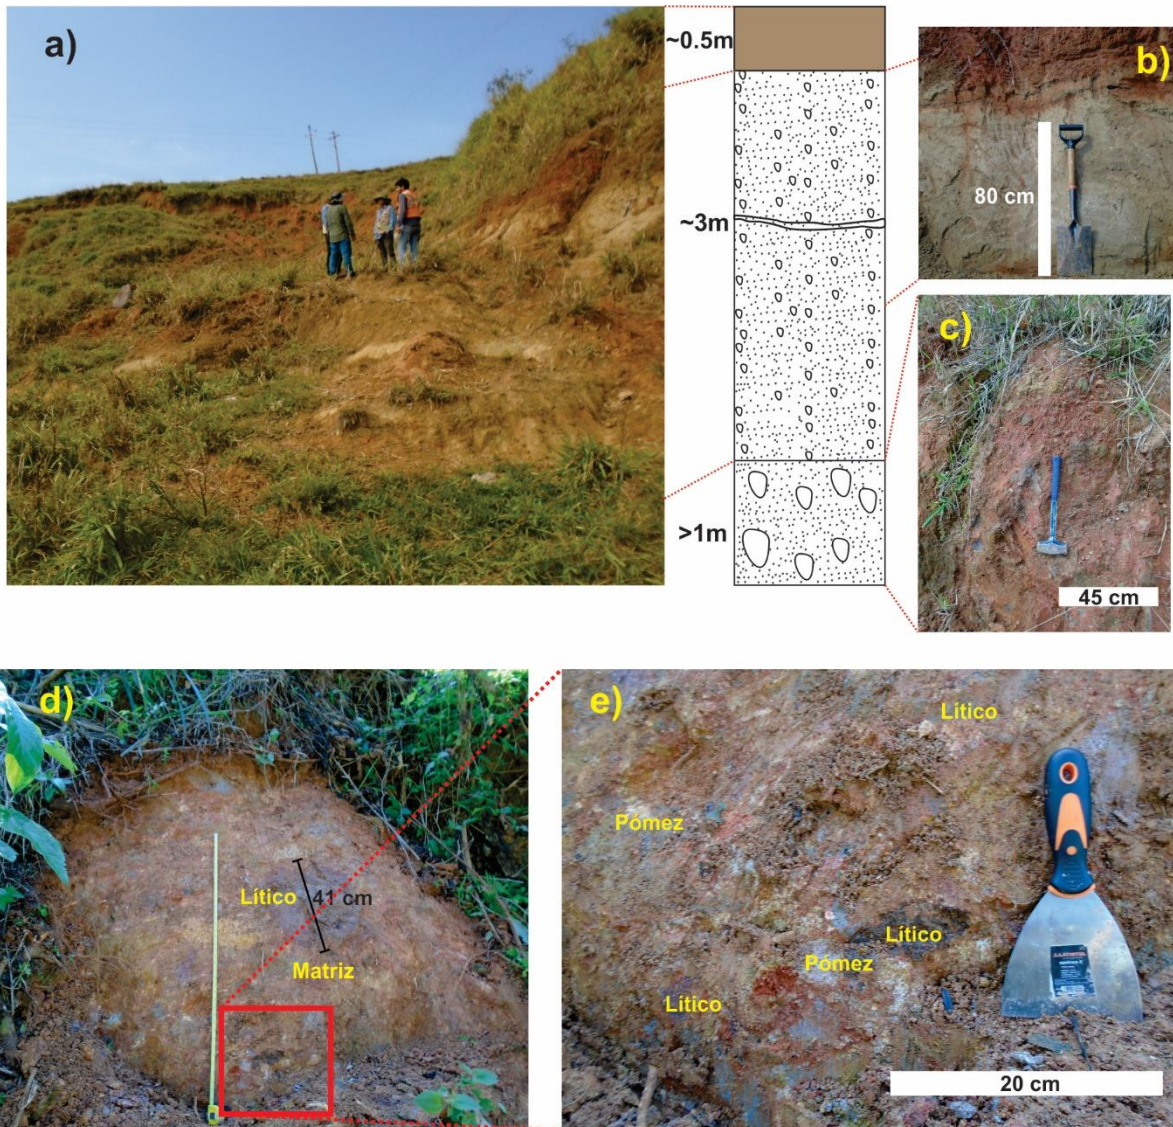 a)
~0.5m
~3m
>1m
b)
80 cm
c)
45 cm
d)
Lítico
41 cm
Matriz
e)
Lítico
Pómez
Lítico
Pómez
Lítico
20 cm